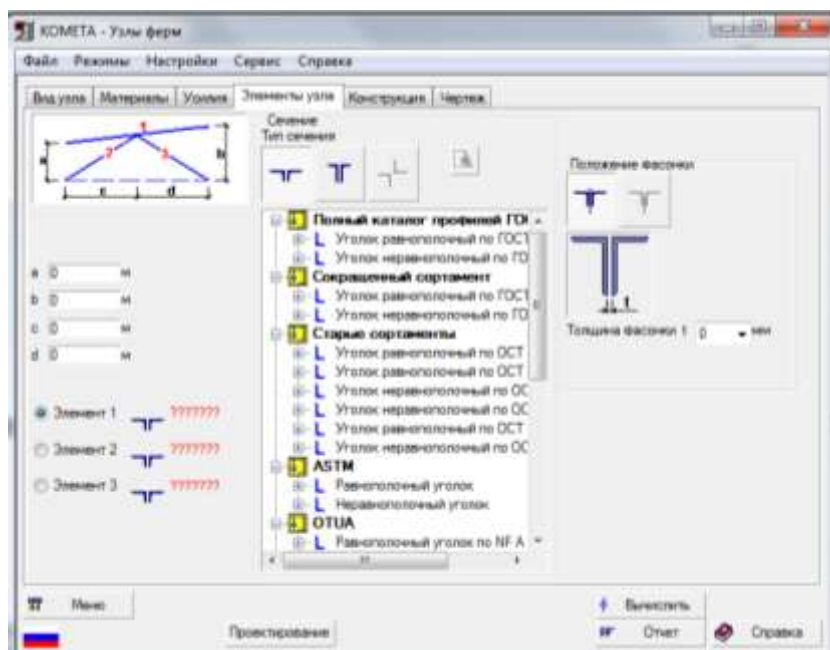 КОМЕТА - Узлы ферм
Файл Режимы Настройки Сервис Справка
Вид узла Материалы Усилия Элементы узла Конструкция Чертеж
Сечение
Тип сечения
Положение фасонки
1
2 3
a b
c d
t
Толщина фасонки t 0 мм
a 0 м
b 0 м
c 0 м
d 0 м
Элемент 1 ???????
Элемент 2 ???????
Элемент 3 ???????
Полный каталог профилей ГО
Уголок равнополочный по ГОСТ
Уголок неравнополочный по ГО
Сокращенный сортамент
Уголок равнополочный по ГОСТ
Уголок неравнополочный по ГО
Старые сортаменты
Уголок равнополочный по ОСТ
Уголок равнополочный по ОСТ
Уголок неравнополочный по ОС
Уголок неравнополочный по ОС
Уголок равнополочный по ОСТ
Уголок неравнополочный по ОС
ASTM
Равнополочный уголок
Неравнополочный уголок
OTUA
Равнополочный уголок по NF A
Меню
Проектирование
Вычислить
Отчет
Справка